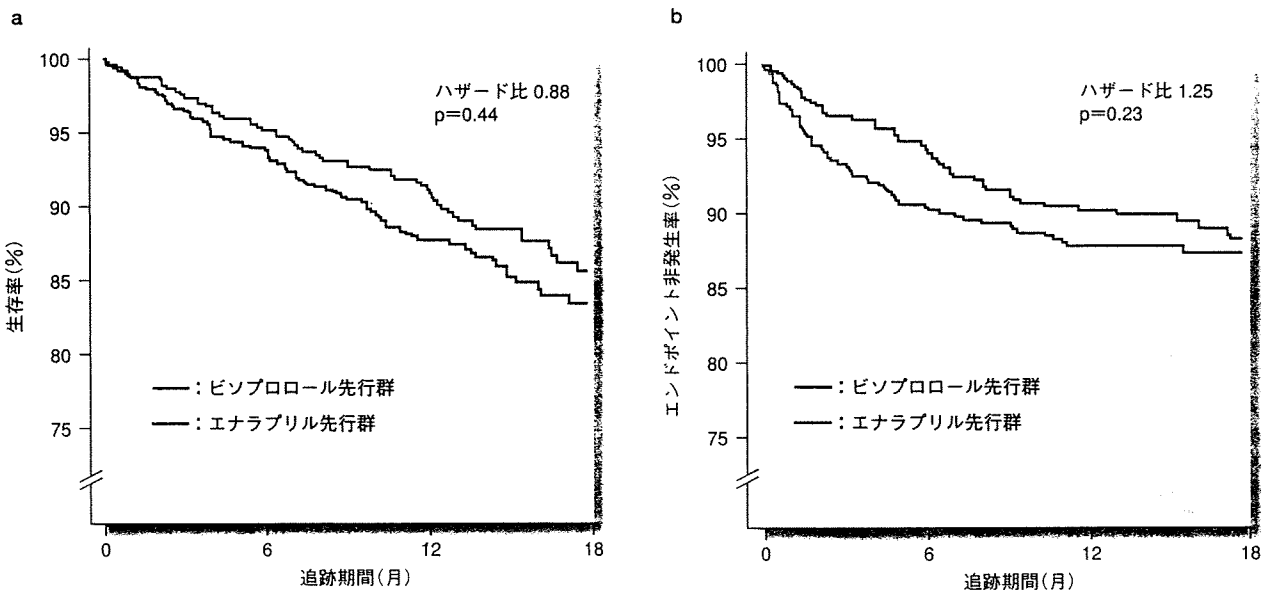 a
ハザード比 0.88
p=0.44
生存率(%)
100
95
90
85
80
75
─:ビソプロロール先行群
─:エナラプリル先行群
0
6
12
18
追跡期間(月)
b
ハザード比 1.25
p=0.23
エンドポイント非発生率(%)
100
95
90
85
80
75
─:ビソプロロール先行群
─:エナラプリル先行群
0
6
12
18
追跡期間(月)